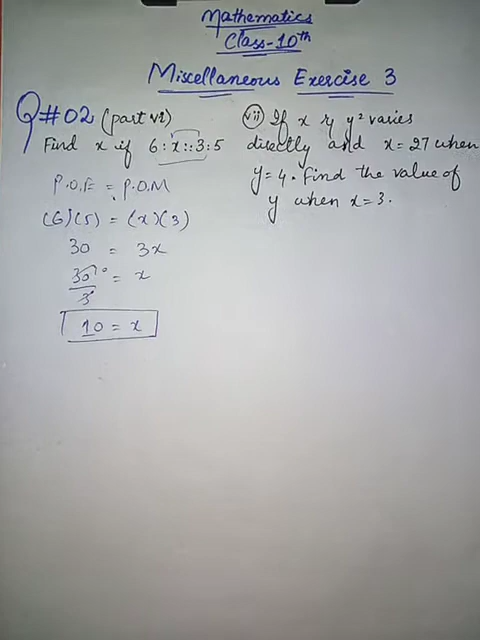 Mathematics
Class-10th
Miscellaneous Exercise 3
Q#02 (part vi)
Find x if 6:x::3:5
P.O.E = P.O.M
(6)(5) = (x)(3)
30 = 3x
30 10 = x
3
10 = x
(vii) If x & y² varies
directly and x = 27 when
y = 4. Find the value of
y when x = 3.